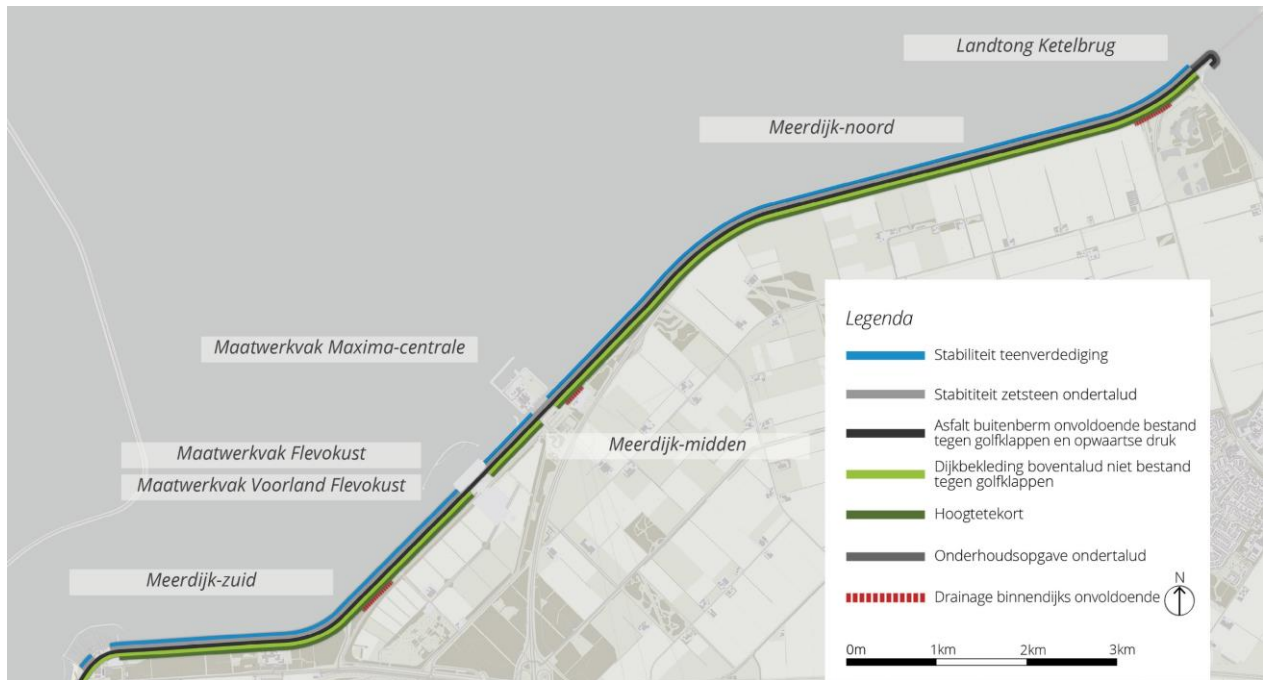 Landtong Ketelbrug
Meerdijk-noord
Maatwerkvak Maxima-centrale
Meerdijk-midden
Maatwerkvak Flevokust
Maatwerkvak Voorland Flevokust
Meerdijk-zuid
Legenda
Stabiliteit teenverdediging
Stabititeit zetsteen ondertalud
Asfalt buitenberm onvoldoende bestand
tegen golfklappen en opwaartse druk
Dijkbekleding boventalud niet bestand
tegen golfklappen
Hoogtetekort
Onderhoudsopgave ondertalud
Drainage binnendijks onvoldoende
N
0m 1km 2km 3km